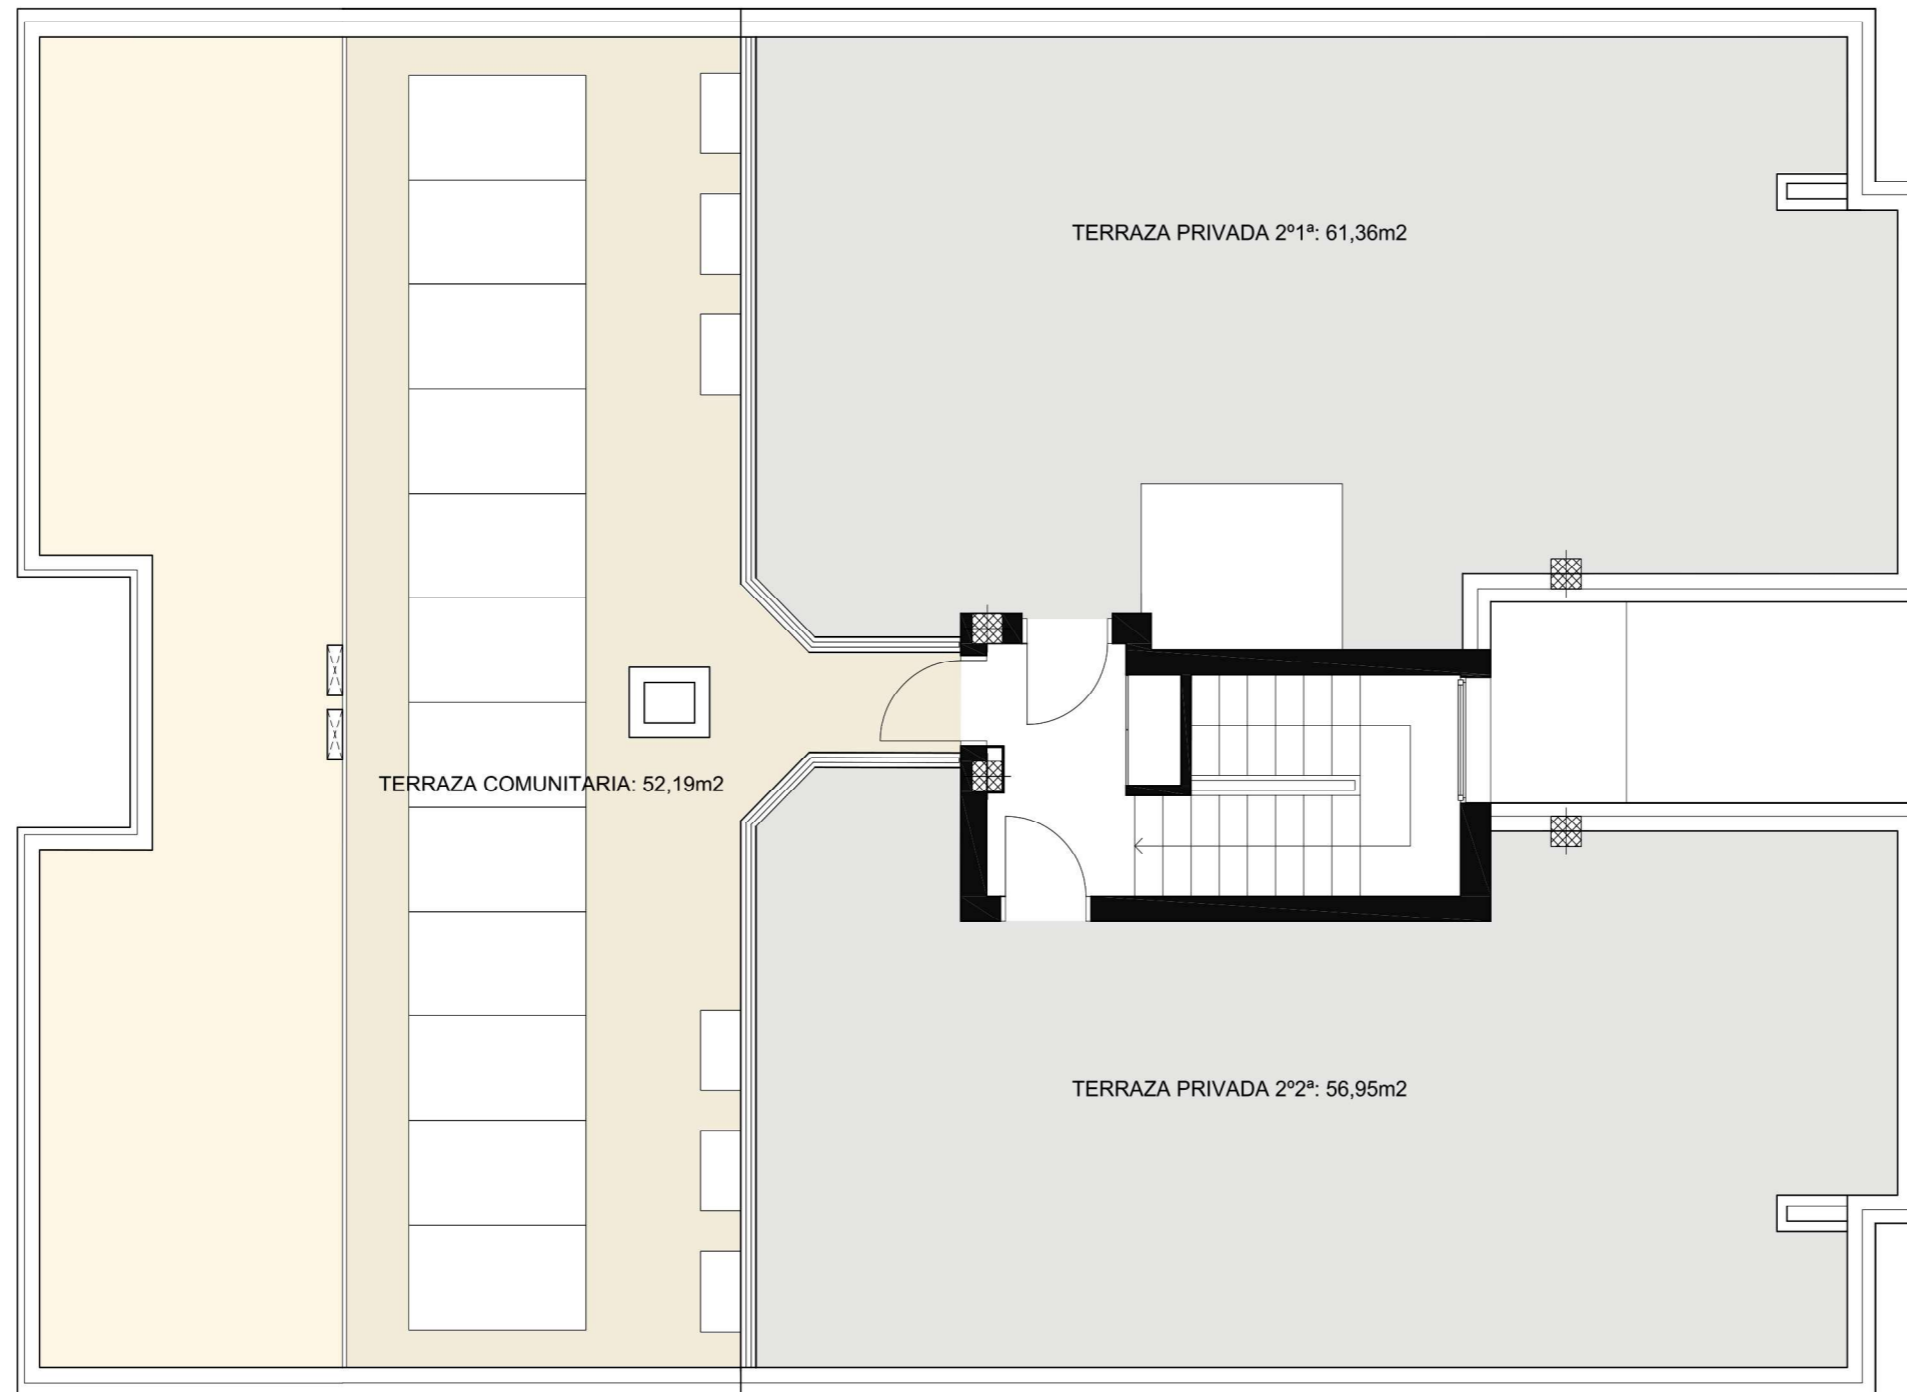 TERRAZA PRIVADA 2º1ª: 61,36m2
TERRAZA COMUNITARIA: 52,19m2
TERRAZA PRIVADA 2º2ª: 56,95m2